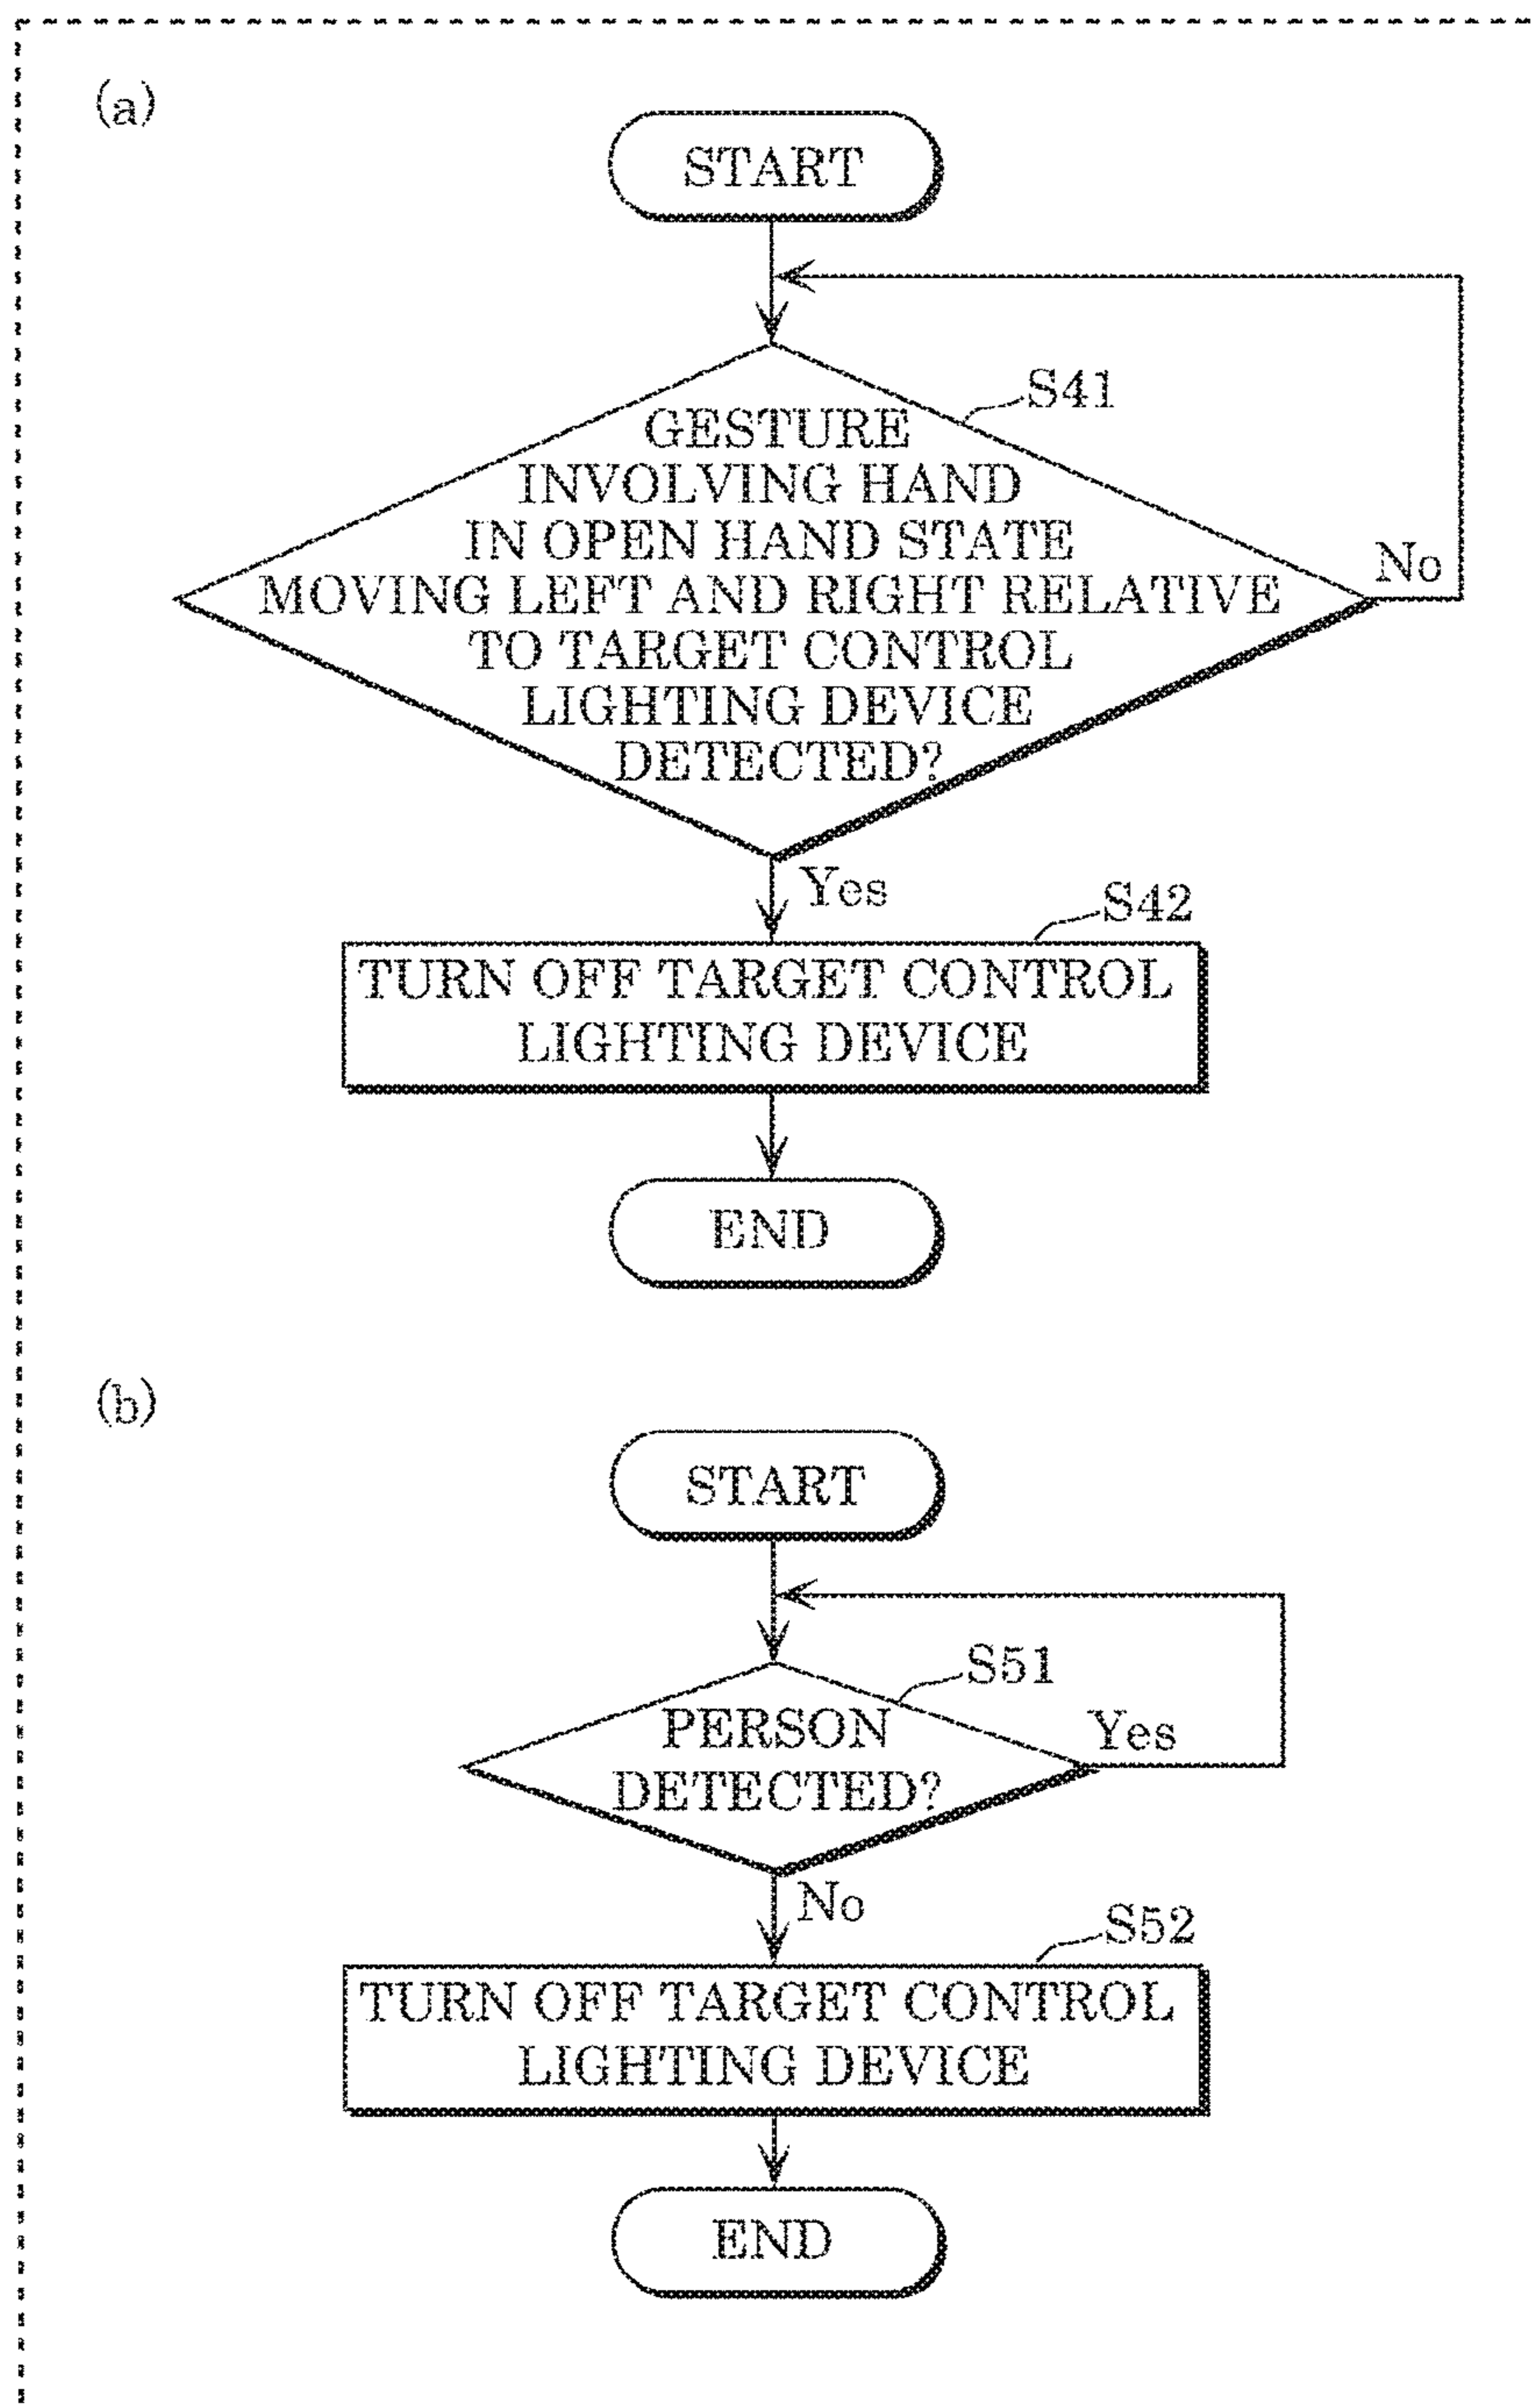 (a)
START
S41
GESTURE
INVOLVING HAND
IN OPEN HAND STATE
No
MOVING LEFT AND RIGHT RELATIVE
TO TARGET CONTROL
LIGHTING DEVICE
DETECTED?
Yes
S42
TURN OFF TARGET CONTROL
LIGHTING DEVICE
END
(b)
START
S51
PERSON
Yes
DETECTED?
No
S52
TURN OFF TARGET CONTROL
LIGHTING DEVICE
END